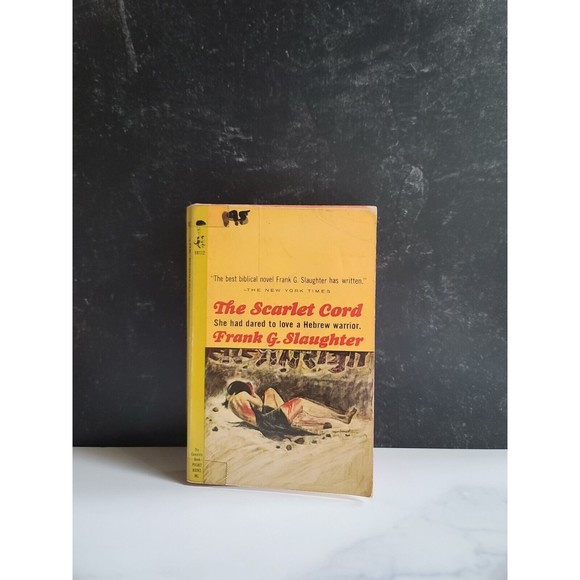 "The best biblical novel Frank G. Slaughter has written."
—THE NEW YORK TIMES
The Scarlet Cord
She had dared to love a Hebrew warrior.
Frank G. Slaughter